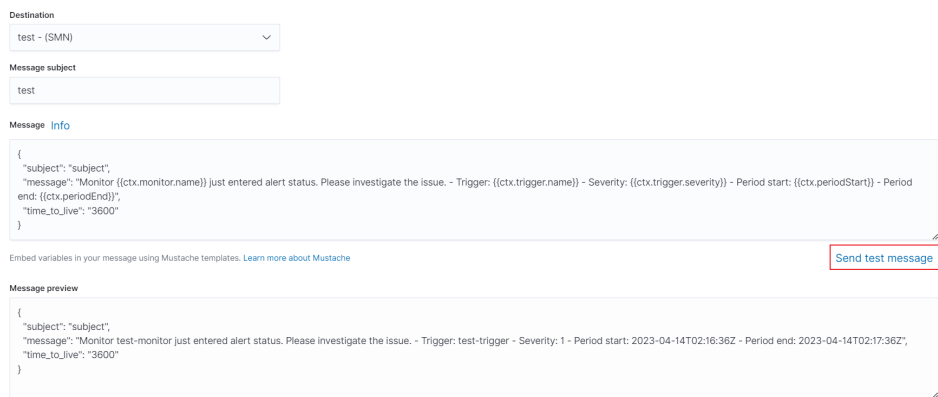 Destination
test - (SMN)
Message subject
test
Message Info
{
"subject": "subject",
"message": "Monitor {{ctx.monitor.name}} just entered alert status. Please investigate the issue. - Trigger: {{ctx.trigger.name}} - Severity: {{ctx.trigger.severity}} - Period start: {{ctx.periodStart}} - Period
end: {{ctx.periodEnd}}",
"time_to_live": "3600"
}
Embed variables in your message using Mustache templates. Learn more about Mustache
Send test message
Message preview
{
"subject": "subject",
"message": "Monitor test-monitor just entered alert status. Please investigate the issue. - Trigger: test-trigger - Severity: 1 - Period start: 2023-04-14T02:16:36Z - Period end: 2023-04-14T02:17:36Z",
"time_to_live": "3600"
}